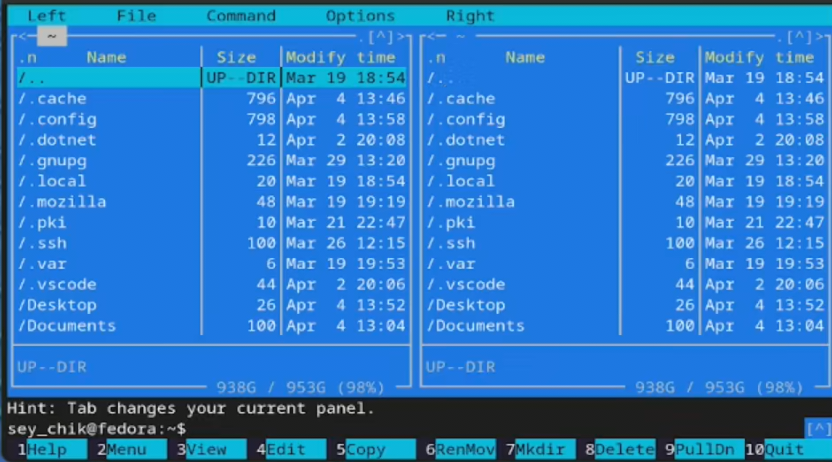 Left File Command Options Right
<─ ~ ─.[^]>┐ <─ ~ ─.[^]>┐
.n Name Size Modify time .n Name Size Modify time
/.. UP--DIR Mar 19 18:54 /.. UP--DIR Mar 19 18:54
/.cache 796 Apr 4 13:46 /.cache 796 Apr 4 13:46
/.config 798 Apr 4 13:58 /.config 798 Apr 4 13:58
/.dotnet 12 Apr 2 20:08 /.dotnet 12 Apr 2 20:08
/.gnupg 226 Mar 29 13:20 /.gnupg 226 Mar 29 13:20
/.local 20 Mar 19 18:54 /.local 20 Mar 19 18:54
/.mozilla 48 Mar 19 19:19 /.mozilla 48 Mar 19 19:19
/.pki 10 Mar 21 22:47 /.pki 10 Mar 21 22:47
/.ssh 100 Mar 26 12:15 /.ssh 100 Mar 26 12:15
/.var 6 Mar 19 19:53 /.var 6 Mar 19 19:53
/.vscode 44 Apr 2 20:06 /.vscode 44 Apr 2 20:06
/Desktop 26 Apr 4 13:52 /Desktop 26 Apr 4 13:52
/Documents 100 Apr 4 13:04 /Documents 100 Apr 4 13:04
UP--DIR UP--DIR
938G / 953G (98%) 938G / 953G (98%)
Hint: Tab changes your current panel.
sey_chik@fedora:~$ [^]
1Help 2Menu 3View 4Edit 5Copy 6RenMov 7Mkdir 8Delete 9PullDn 10Quit